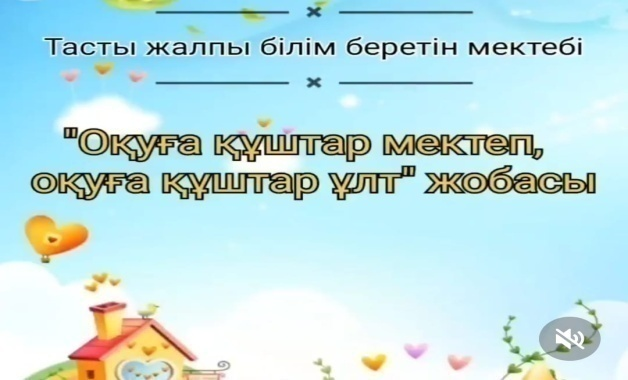 Тасты жалпы білім беретін мектебі
"Оқуға құштар мектеп,
оқуға құштар ұлт" жобасы